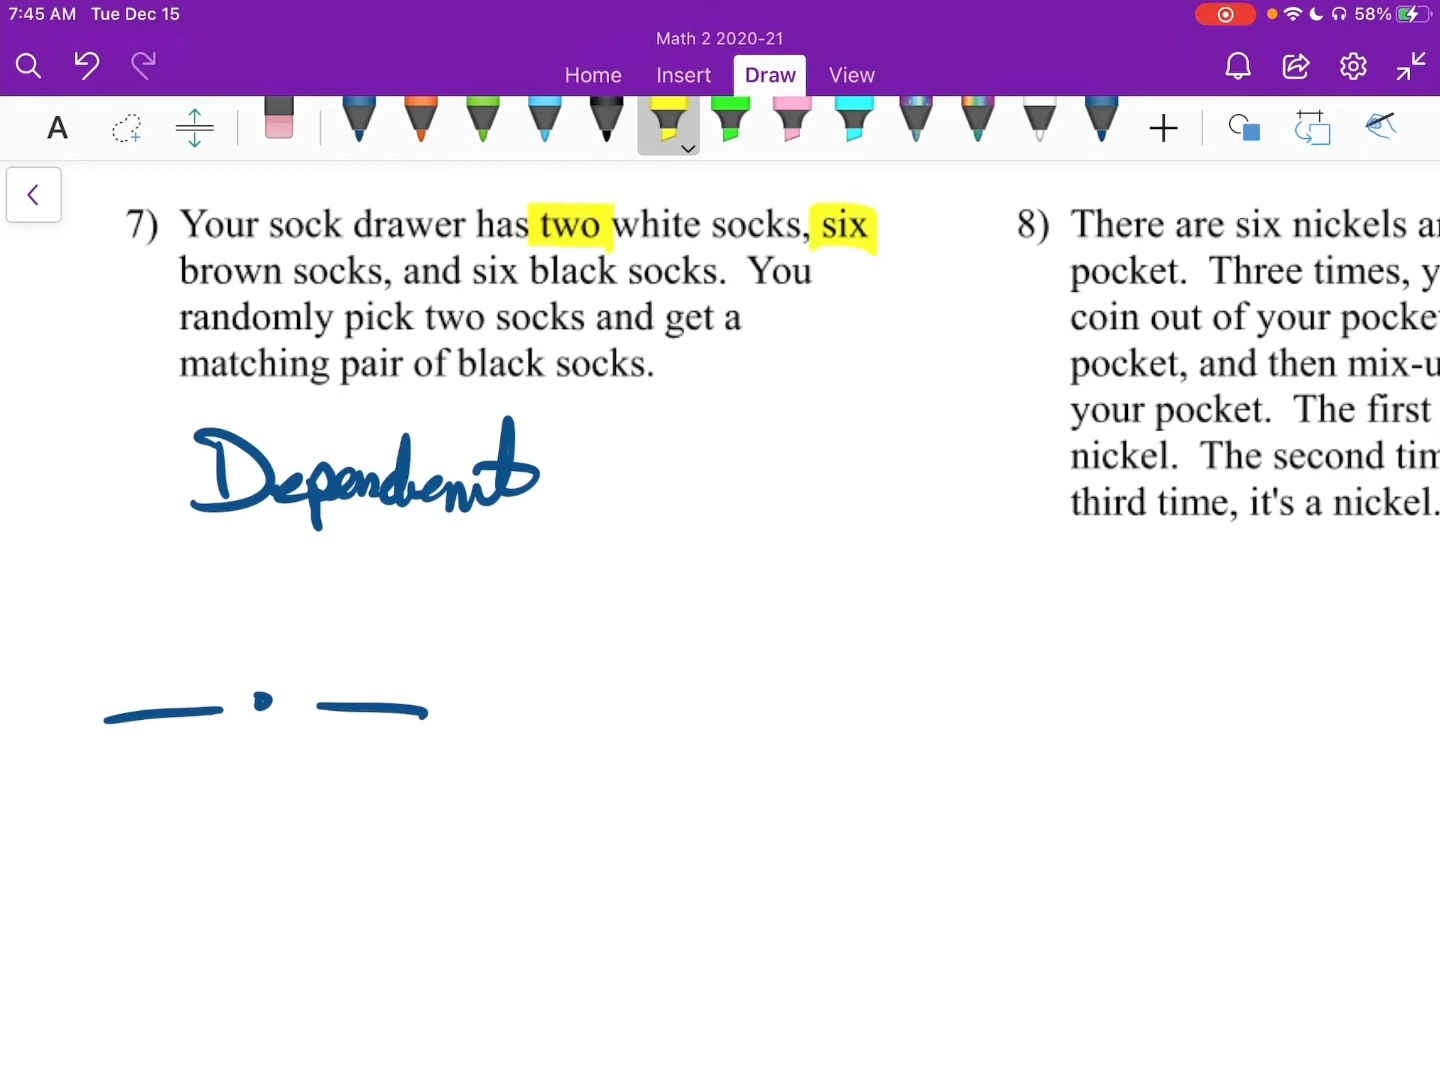 7:45 AM Tue Dec 15
58%
Math 2 2020-21
Home Insert Draw View
A
7) Your sock drawer has two white socks, six
brown socks, and six black socks. You
randomly pick two socks and get a
matching pair of black socks.
Dependent
8) There are six nickels
pocket. Three times,
coin out of your
pocket, and then
your pocket. The first
nickel. The second
third time, it's a nickel.